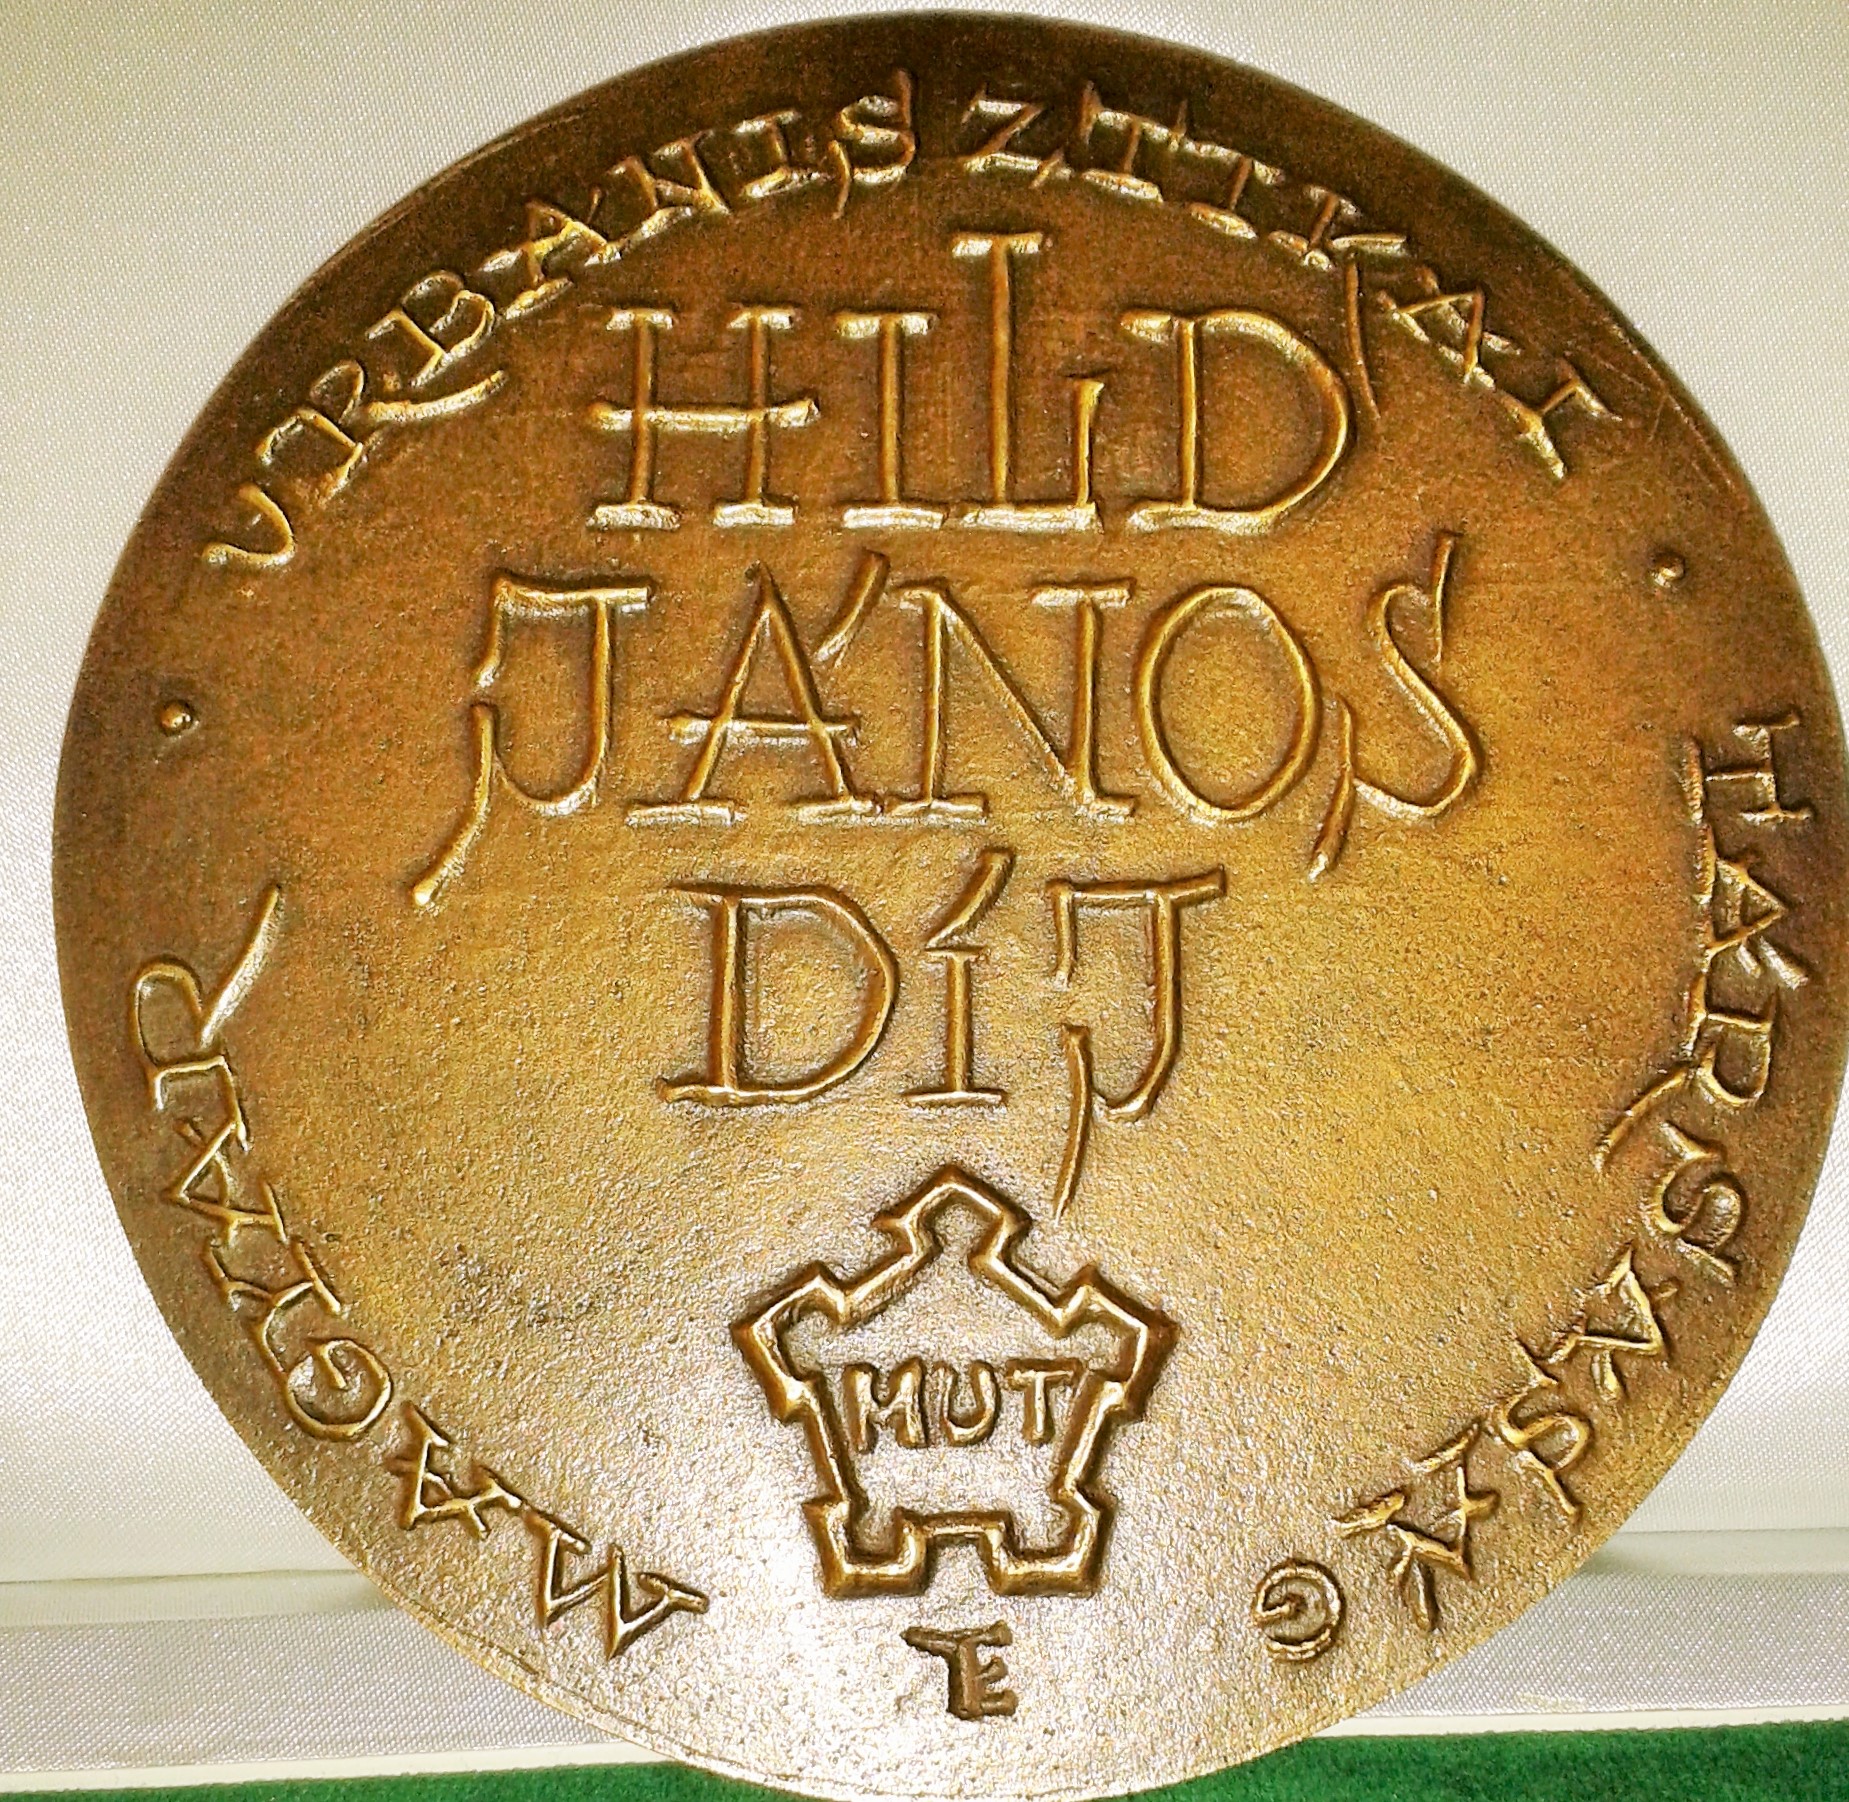 MAGYAR · URBANISZTIKAI · TÁRSASÁG
HILD
JÁNOS
DÍJ
MUT
TE